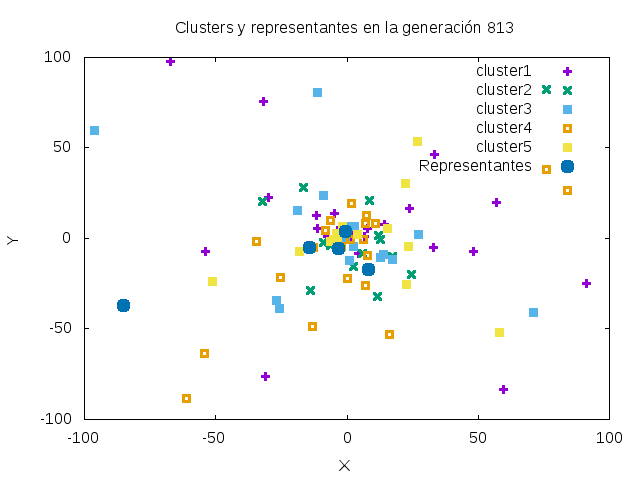 Clusters y representantes en la generación 813
100
50
0
-50
-100
-100
-50
0
50
100
X
Y
cluster1
cluster2
cluster3
cluster4
cluster5
Representantes